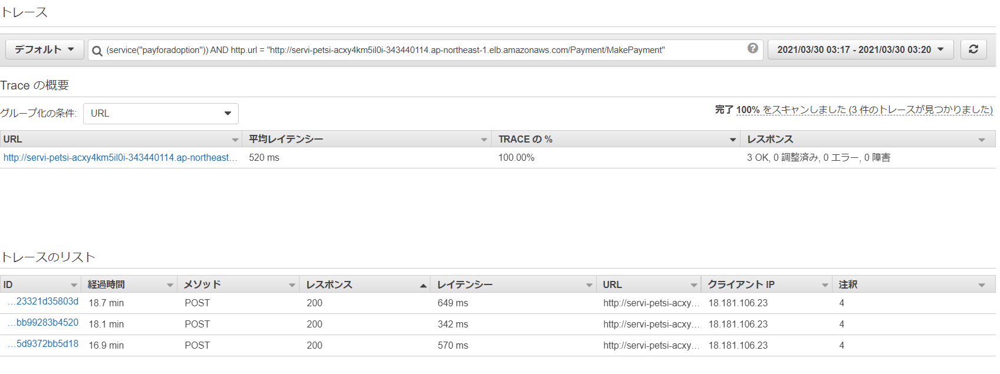 トレース
デフォルト (service("payforadoption")) AND http.url = "http://servi-petsi-acxy4km5il0i-343440114.ap-northeast-1.elb.amazonaws.com/Payment/MakePayment" ? 2021/03/30 03:17 - 2021/03/30 03:20
Trace の概要
グループ化の条件: URL 完了 100% をスキャンしました (3 件のトレースが見つかりました)
URL 平均レイテンシー TRACE の % レスポンス
http://servi-petsi-acxy4km5il0i-343440114.ap-northeast... 520 ms 100.00% 3 OK, 0 調整済み, 0 エラー, 0 障害
トレースのリスト
ID 経過時間 メソッド レスポンス レイテンシー URL クライアント IP 注釈
...23321d35803d 18.7 min POST 200 649 ms http://servi-petsi-acxy... 18.181.106.23 4
...bb99283b4520 18.1 min POST 200 342 ms http://servi-petsi-acxy... 18.181.106.23 4
...5d9372bb5d18 16.9 min POST 200 570 ms http://servi-petsi-acxy... 18.181.106.23 4